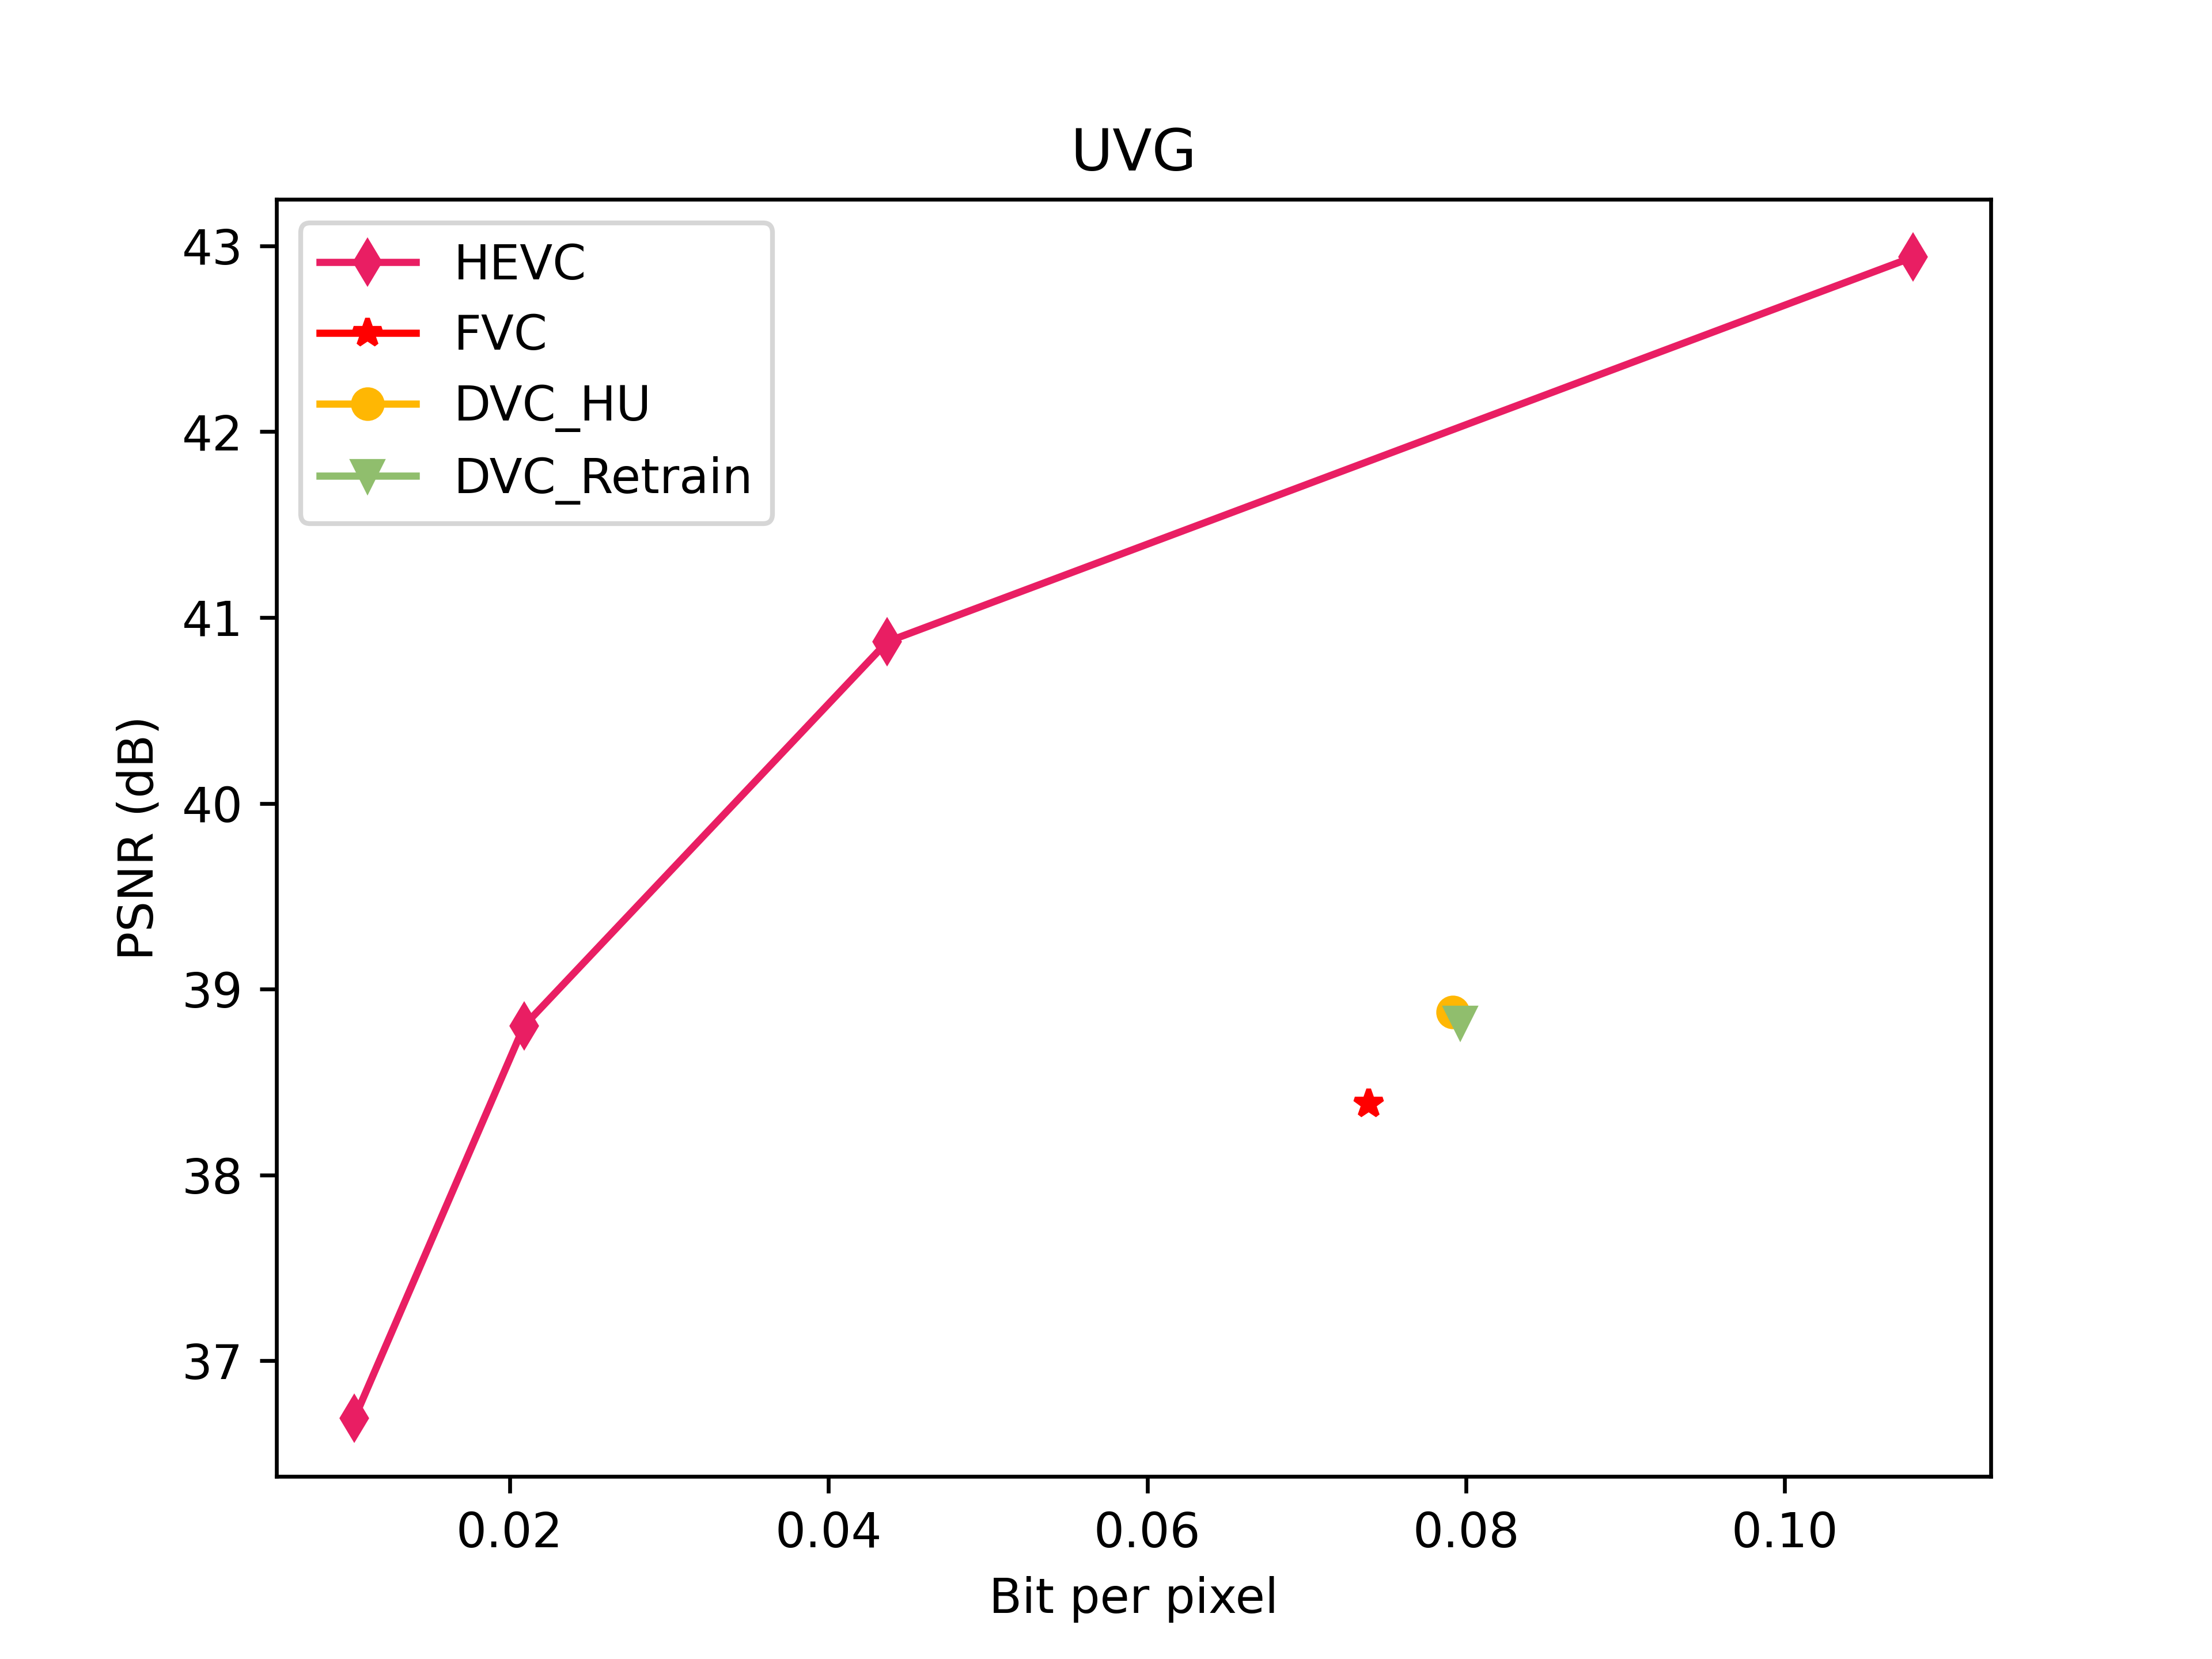 UVG
HEVC
FVC
DVC_HU
DVC_Retrain
PSNR (dB)
43
42
41
40
39
38
37
0.02 0.04 0.06 0.08 0.10
Bit per pixel